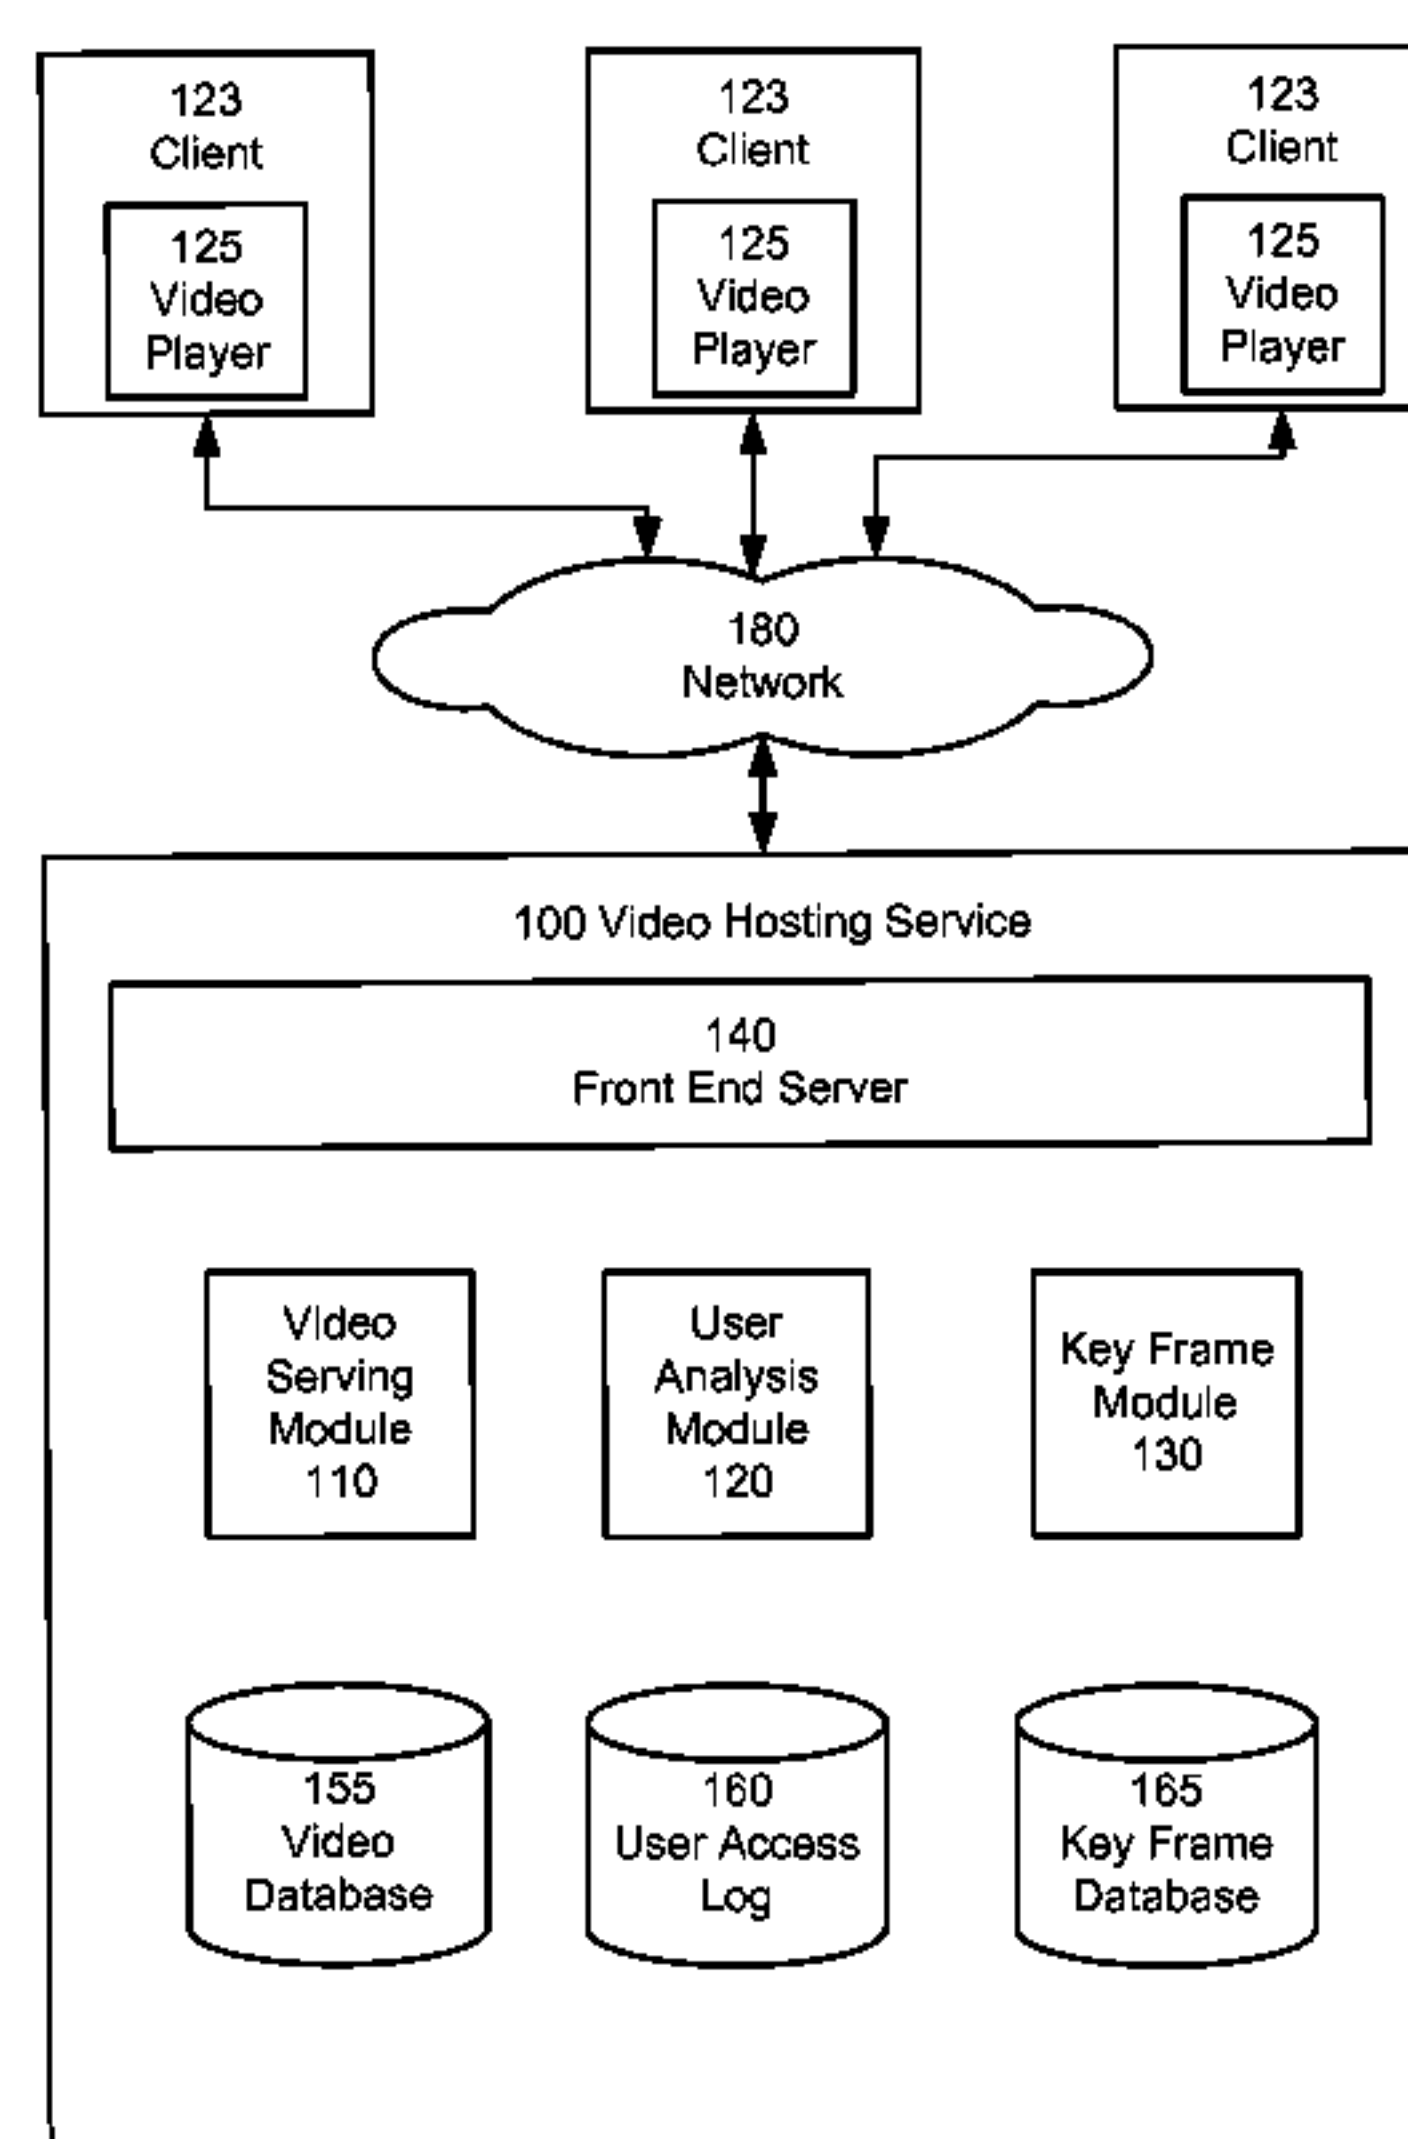 123
Client
125
Video
Player
123
Client
125
Video
Player
123
Client
125
Video
Player
180
Network
100 Video Hosting Service
140
Front End Server
VIdeo
Serving
Module
110
User
Analysis
Module
120
Key Frame
Module
130
155
Video
Database
160
User Access
Log
165
Key Frame
Database